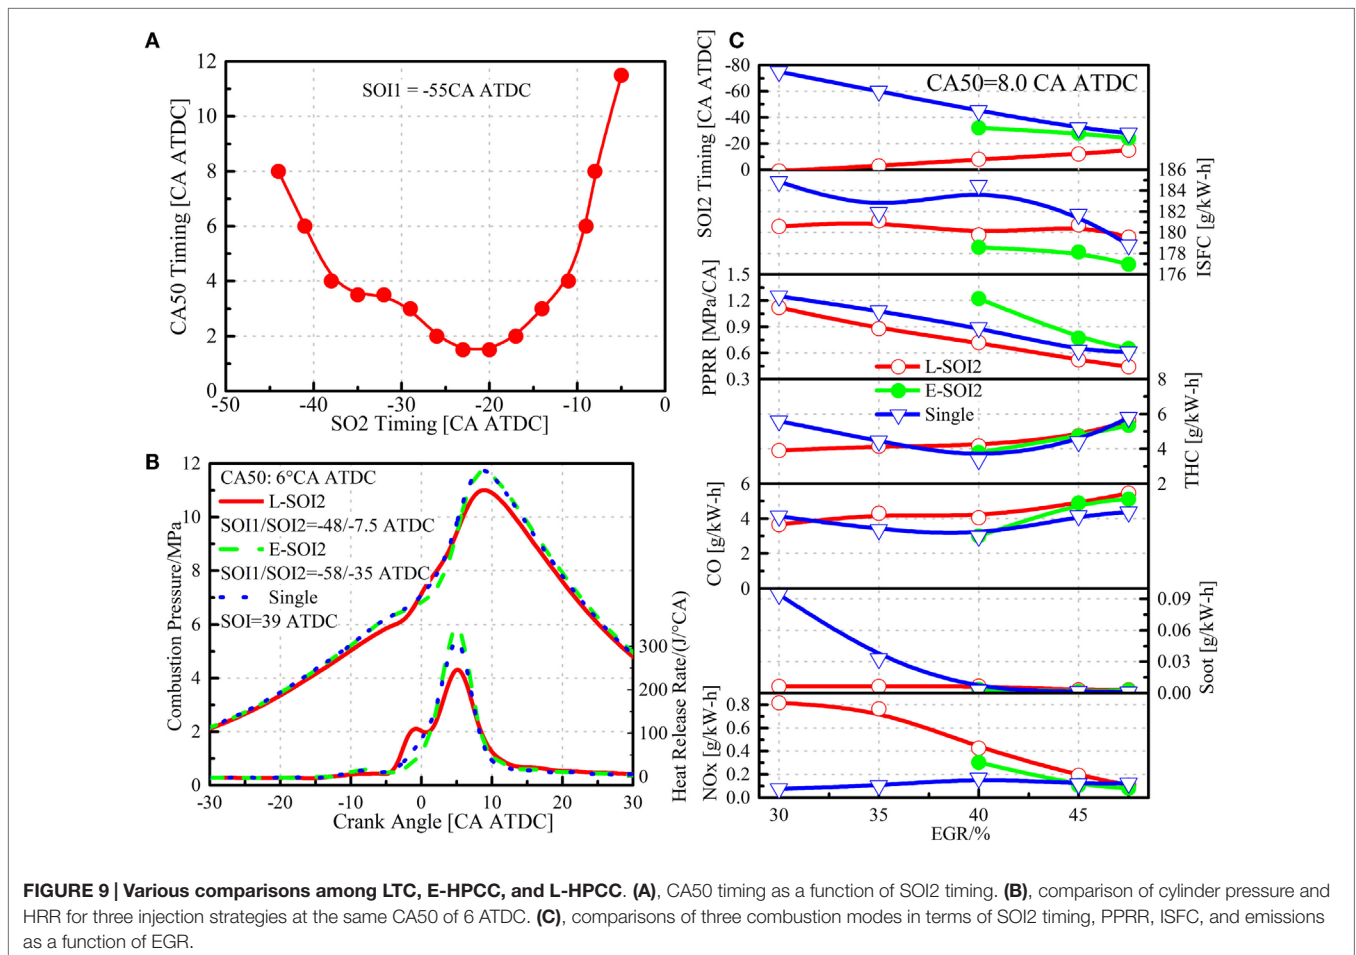 A
12
10
8
6
4
2
0
CA50 Timing [CA ATDC]
SOI1 = -55CA ATDC
-50 -40 -30 -20 -10 0
SO2 Timing [CA ATDC]
B
12
10
8
6
4
2
0
Combustion Pressure/MPa
CA50: 6°CA ATDC
L-SOI2
SOI1/SOI2=-48/-7.5 ATDC
E-SOI2
SOI1/SOI2=-58/-35 ATDC
Single
SOI=39 ATDC
300
200
100
0
Heat Release Rate/(J/°CA)
-30 -20 -10 0 10 20 30
Crank Angle [CA ATDC]
C
CA50=8.0 CA ATDC
-80
-60
-40
-20
0
SOI2 Timing [CA ATDC]
186
184
182
180
178
176
ISFC [g/kW-h]
1.5
1.2
0.9
0.6
0.3
PPRR [MPa/CA]
L-SOI2
E-SOI2
Single
8
6
4
2
THC [g/kW-h]
6
4
2
0
CO [g/kW-h]
0.09
0.06
0.03
0.00
Soot [g/kW-h]
0.8
0.6
0.4
0.2
0.0
NOx [g/kW-h]
30 35 40 45
EGR/%
FIGURE 9 | Various comparisons among LTC, E-HPCC, and L-HPCC. (A), CA50 timing as a function of SOI2 timing. (B), comparison of cylinder pressure and
HRR for three injection strategies at the same CA50 of 6 ATDC. (C), comparisons of three combustion modes in terms of SOI2 timing, PPRR, ISFC, and emissions
as a function of EGR.